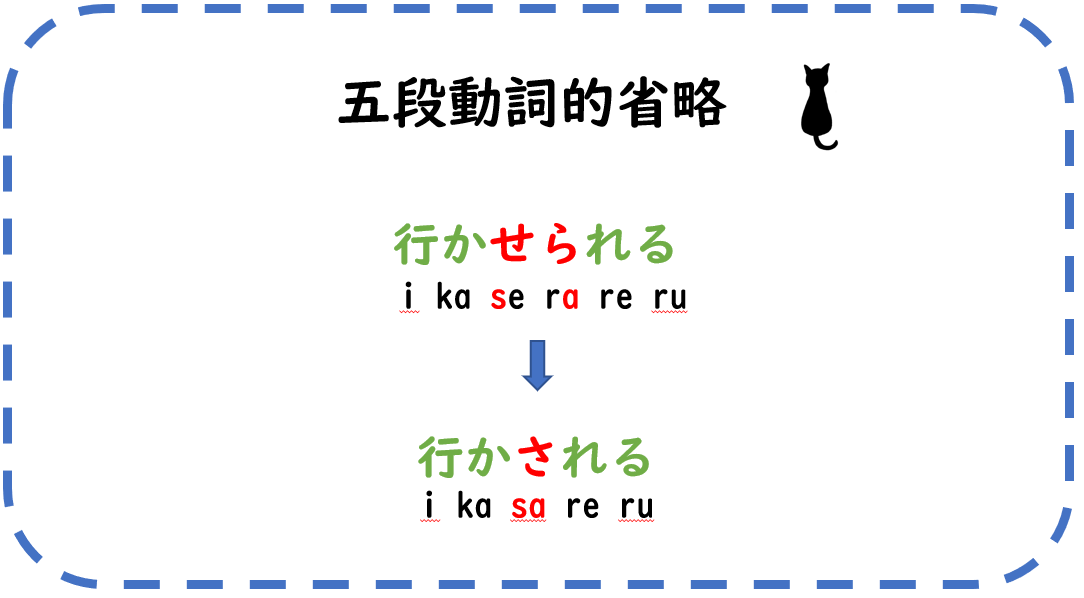 五段動詞的省略
行かせられる
i ka se ra re ru
行かされる
i ka sa re ru